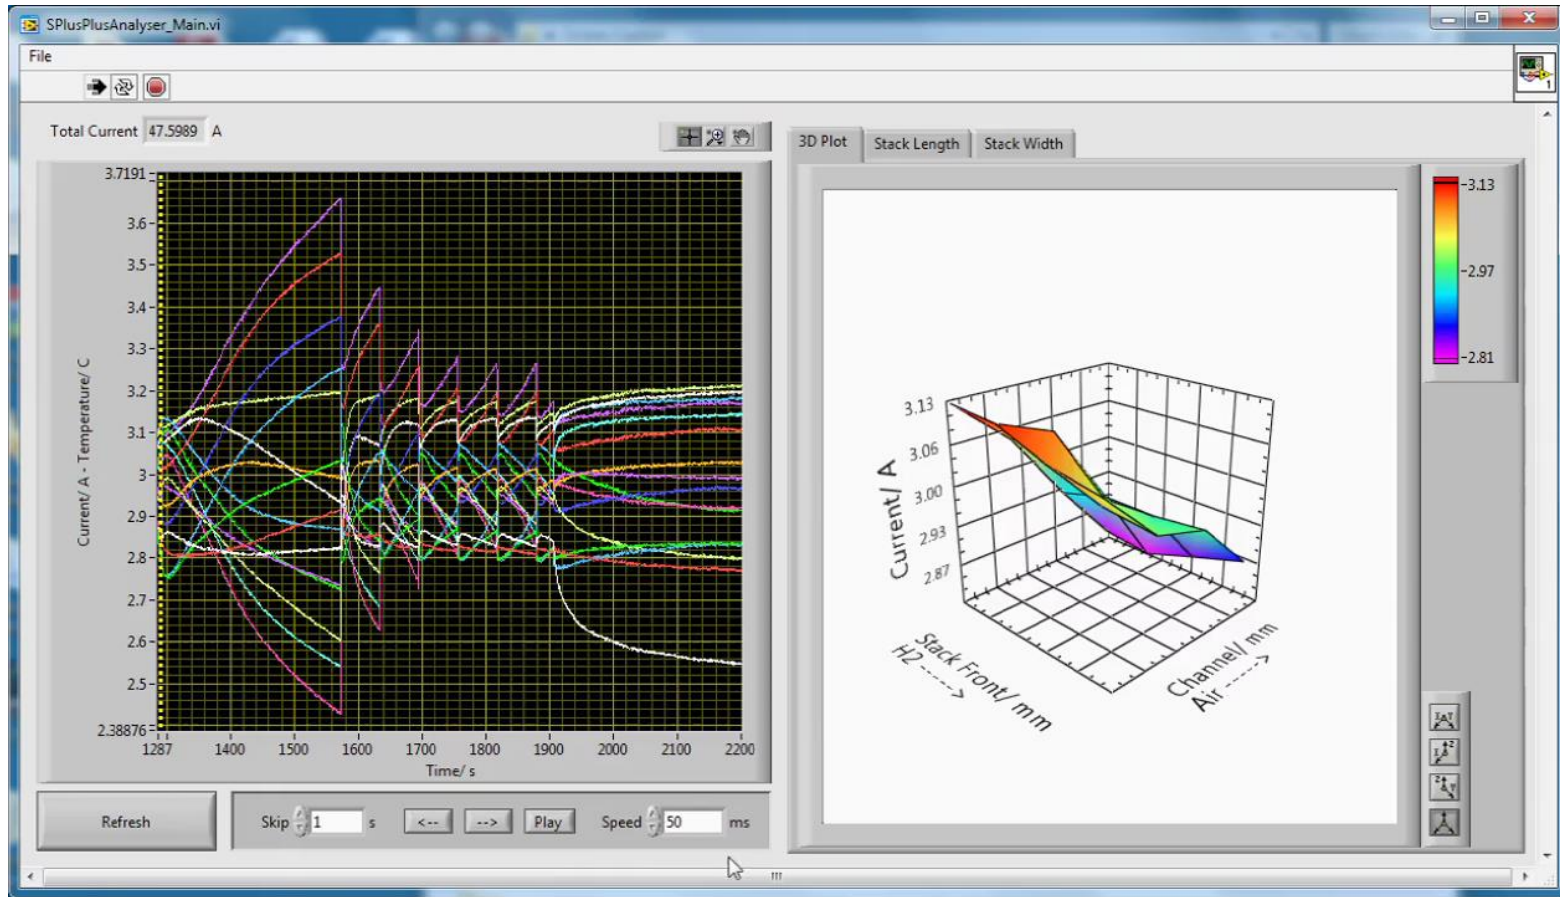 SPlusPlusAnalyser_Main.vi
File
1
Total Current 47.5989 A
3D Plot Stack Length Stack Width
3.7191
3.6
3.5
3.4
3.3
3.2
3.1
3
2.9
2.8
2.7
2.6
2.5
2.38876
Current/ A - Temperature/ C
1287 1400 1500 1600 1700 1800 1900 2000 2100 2200
Time/ s
3.13
3.06
3.00
2.93
2.87
Current/ A
Stack Front/ mm
H2 ---->
Channel/ mm
Air ---->
3.13
2.97
2.81
Refresh
Skip 1 s <-- --> Play Speed 50 ms